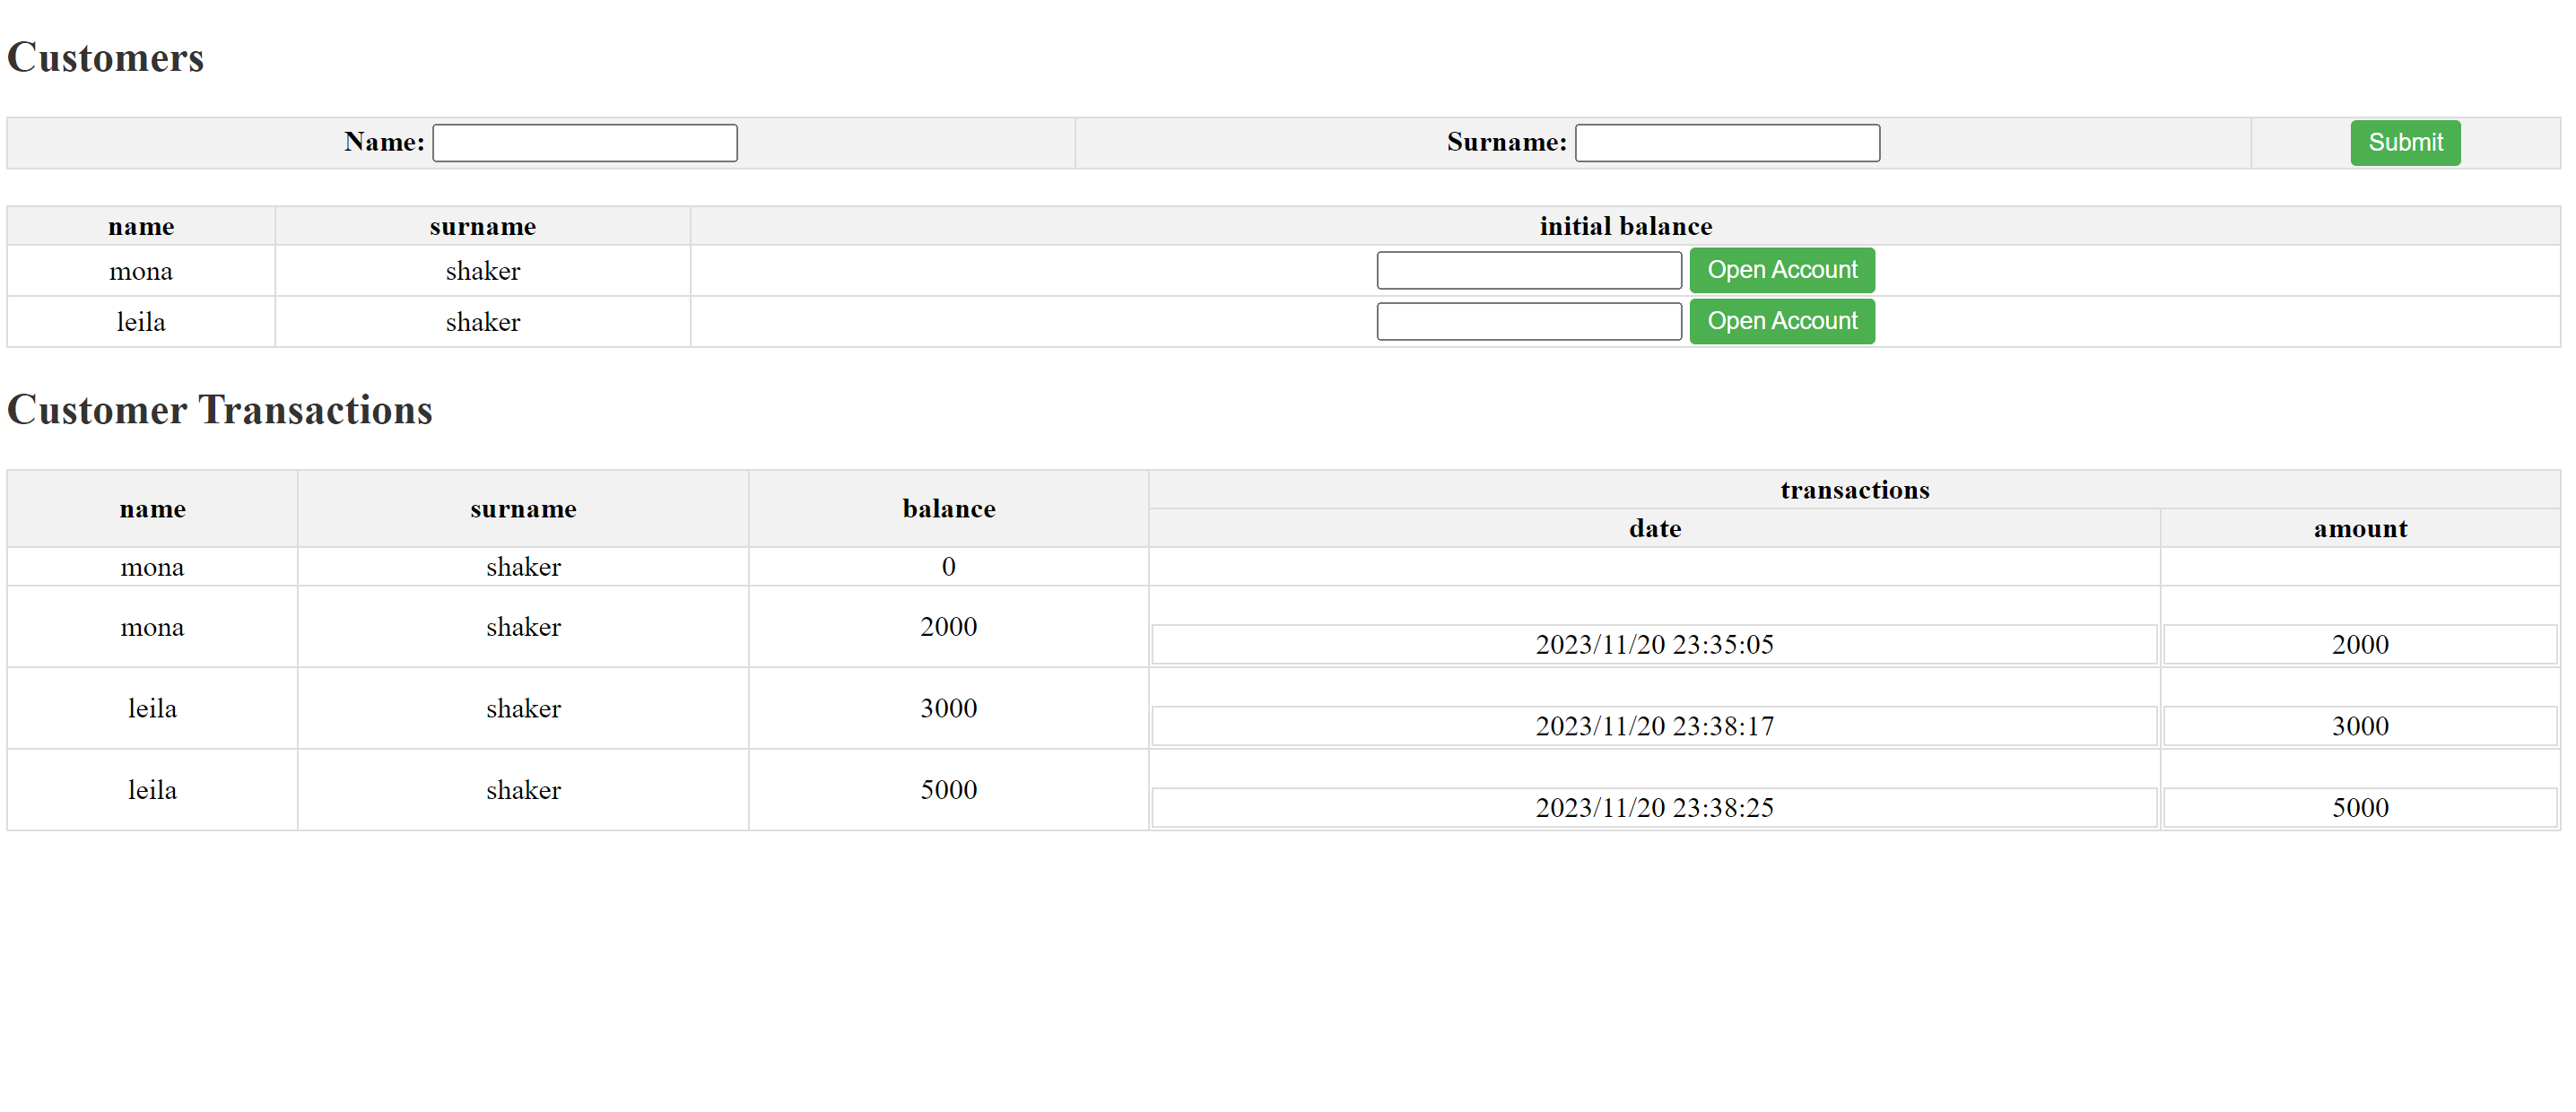 Customers
Name: Surname: Submit
name surname initial balance
mona shaker Open Account
leila shaker Open Account
Customer Transactions
name surname balance transactions
date amount
mona shaker 0
mona shaker 2000 2023/11/20 23:35:05 2000
leila shaker 3000 2023/11/20 23:38:17 3000
leila shaker 5000 2023/11/20 23:38:25 5000